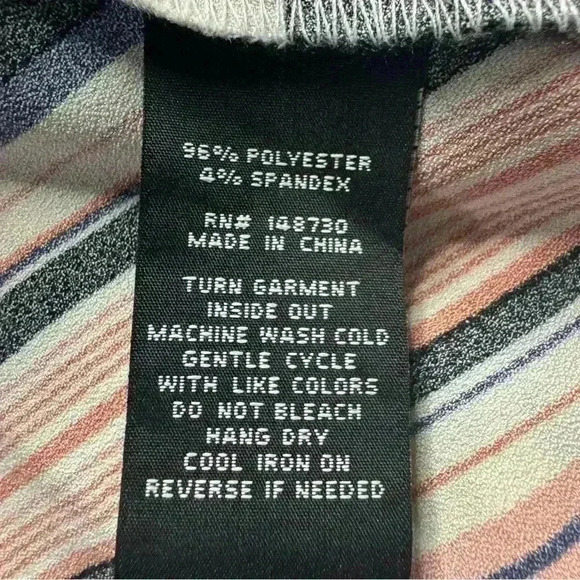 96% POLYESTER
4% SPANDEX
RN# 148730
MADE IN CHINA
TURN GARMENT
INSIDE OUT
MACHINE WASH COLD
GENTLE CYCLE
WITH LIKE COLORS
DO NOT BLEACH
HANG DRY
COOL IRON ON
REVERSE IF NEEDED